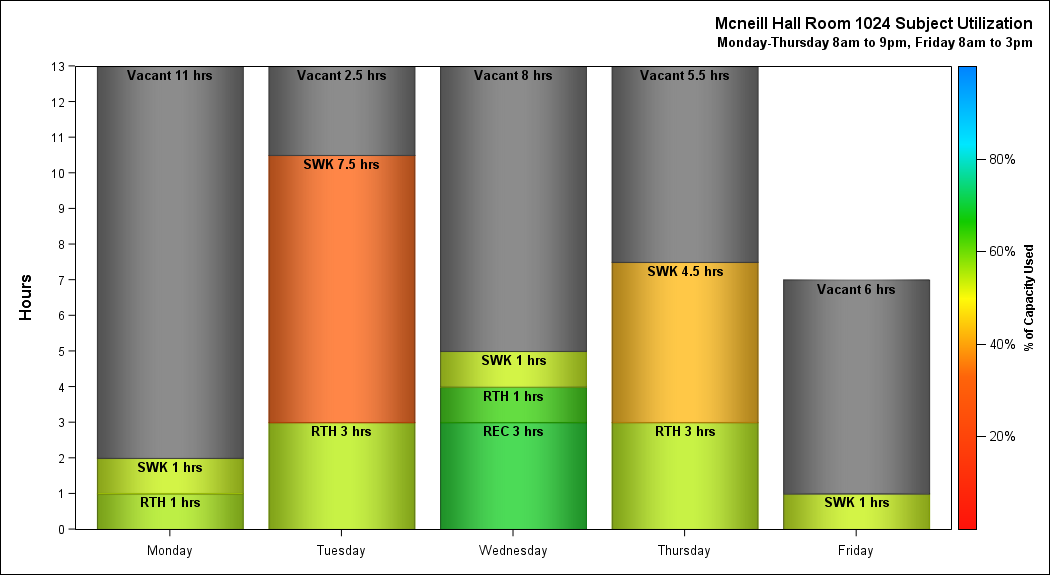 Mcneill Hall Room 1024 Subject Utilization
Monday-Thursday 8am to 9pm, Friday 8am to 3pm
Hours
13
12
11
10
9
8
7
6
5
4
3
2
1
0
Vacant 11 hrs
SWK 1 hrs
RTH 1 hrs
Vacant 2.5 hrs
SWK 7.5 hrs
RTH 3 hrs
Vacant 8 hrs
SWK 1 hrs
RTH 1 hrs
REC 3 hrs
Vacant 5.5 hrs
SWK 4.5 hrs
RTH 3 hrs
Vacant 6 hrs
SWK 1 hrs
Monday
Tuesday
Wednesday
Thursday
Friday
80%
60%
40%
20%
% of Capacity Used